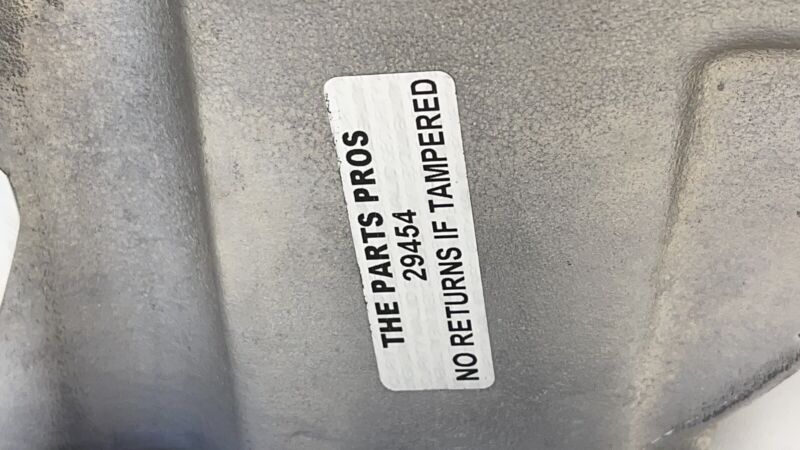 THE PARTS PROS
29454
NO RETURNS IF TAMPERED